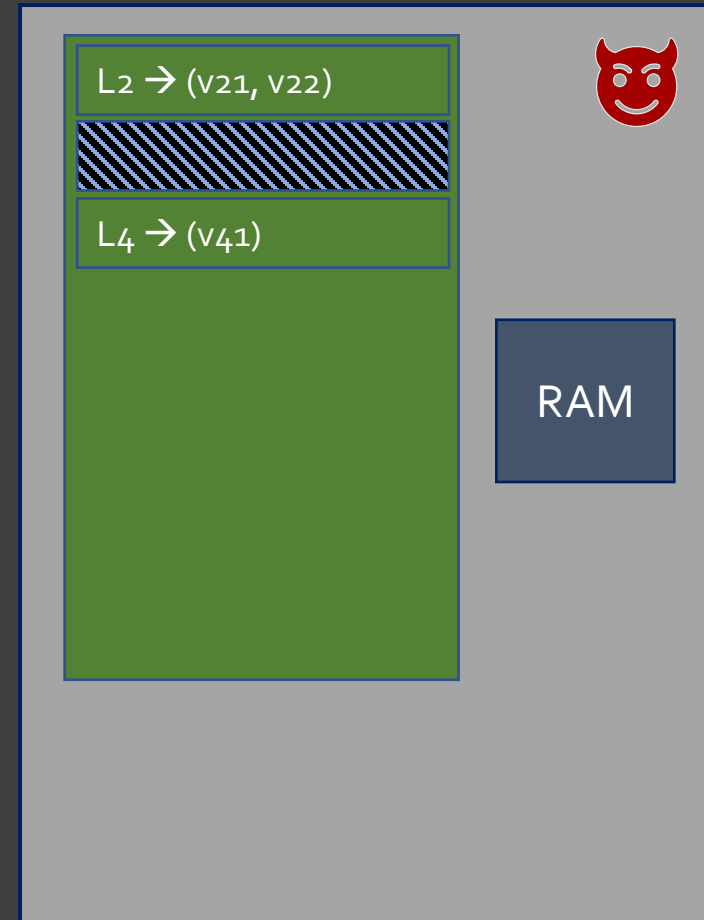 L2 → (v21, v22)
L4 → (v41)
RAM